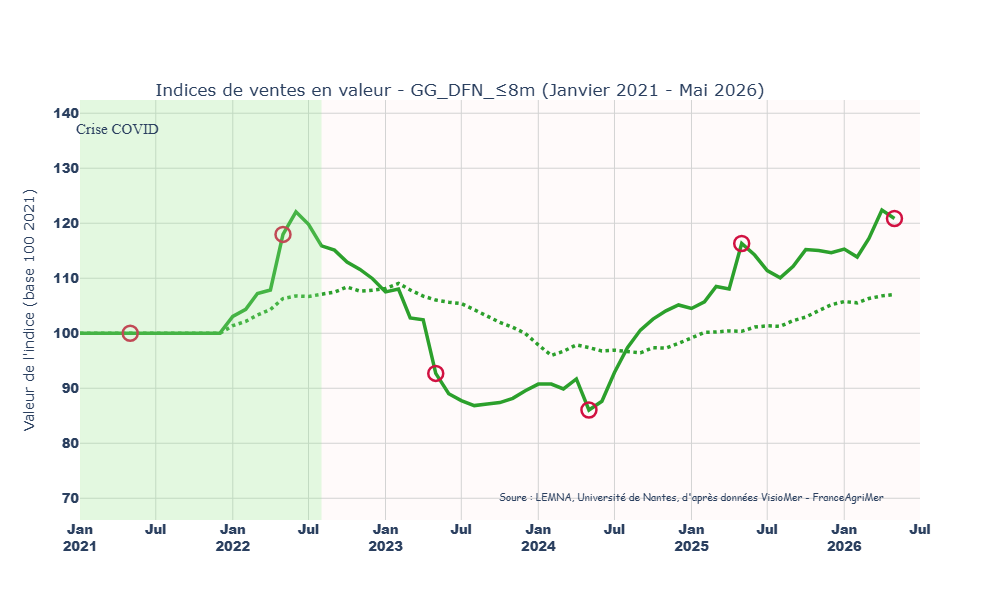 Indices de ventes en valeur - GG_DFN_≤8m (Janvier 2021 - Mai 2026)
Valeur de l'Indice (base 100 2021)
140
130
120
110
100
90
80
70
Crise COVID
Soure : LEMNA, Université de Nantes, d'après données VisioMer - FranceAgriMer
Jan Jul Jan Jul Jan Jul Jan Jul Jan Jul Jan Jul
2021 2022 2023 2024 2025 2026